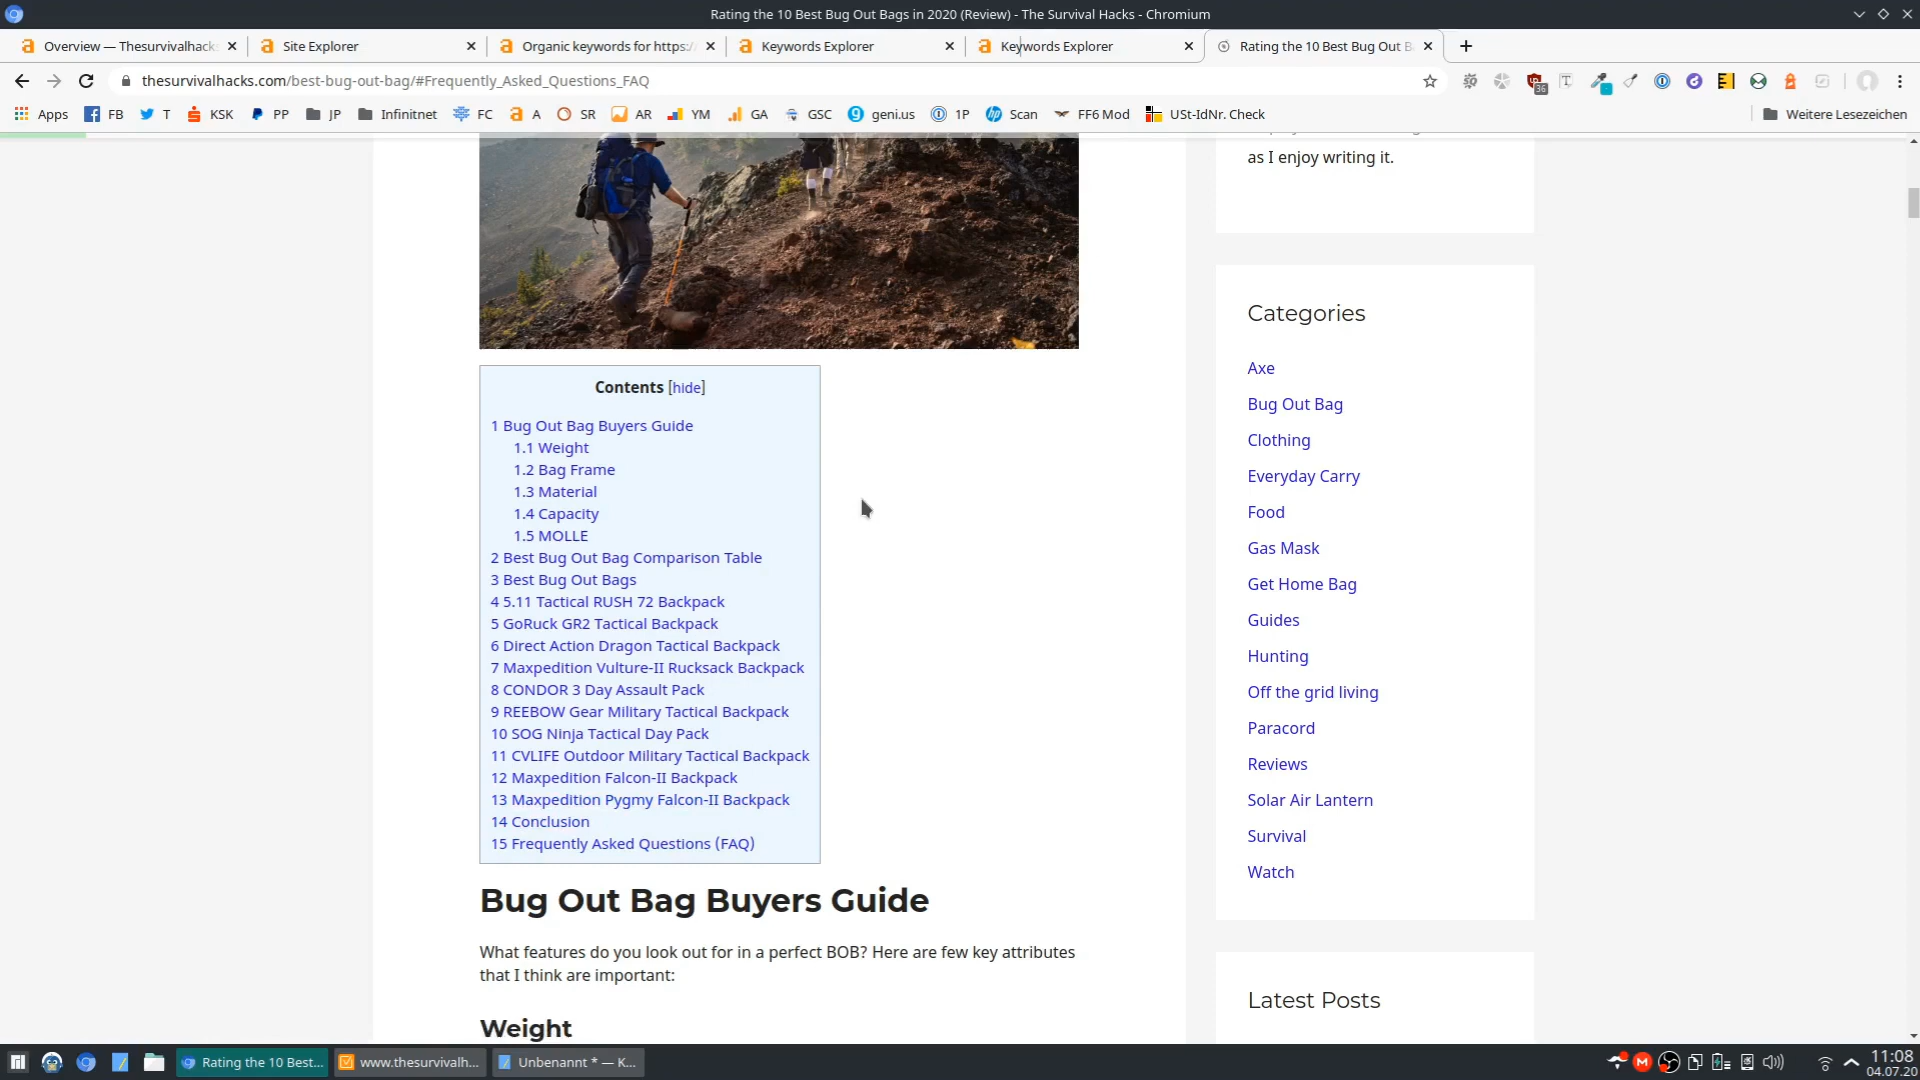 Rating the 10 Best Bug Out Bags in 2020 (Review) - The Survival Hacks - Chromium
Overview — Thesurvivalhack
Site Explorer
Organic keywords for https:/
Keywords Explorer
Keywords Explorer
Rating the 10 Best Bug Out B
thesurvivalhacks.com/best-bug-out-bag/#Frequently_Asked_Questions_FAQ
36
Apps
FB
T
KSK
PP
JP
Infinitnet
FC
A
SR
AR
YM
GA
GSC
geni.us
1P
Scan
FF6 Mod
USt-IdNr. Check
Weitere Lesezeichen
as I enjoy writing it.
Contents [hide]
1 Bug Out Bag Buyers Guide
1.1 Weight
1.2 Bag Frame
1.3 Material
1.4 Capacity
1.5 MOLLE
2 Best Bug Out Bag Comparison Table
3 Best Bug Out Bags
4 5.11 Tactical RUSH 72 Backpack
5 GoRuck GR2 Tactical Backpack
6 Direct Action Dragon Tactical Backpack
7 Maxpedition Vulture-II Rucksack Backpack
8 CONDOR 3 Day Assault Pack
9 REEBOW Gear Military Tactical Backpack
10 SOG Ninja Tactical Day Pack
11 CVLIFE Outdoor Military Tactical Backpack
12 Maxpedition Falcon-II Backpack
13 Maxpedition Pygmy Falcon-II Backpack
14 Conclusion
15 Frequently Asked Questions (FAQ)
Bug Out Bag Buyers Guide
What features do you look out for in a perfect BOB? Here are few key attributes
that I think are important:
Weight
Categories
Axe
Bug Out Bag
Clothing
Everyday Carry
Food
Gas Mask
Get Home Bag
Guides
Hunting
Off the grid living
Paracord
Reviews
Solar Air Lantern
Survival
Watch
Latest Posts
Rating the 10 Best...
www.thesurvivalh...
Unbenannt * — K...
11:08
04.07.20